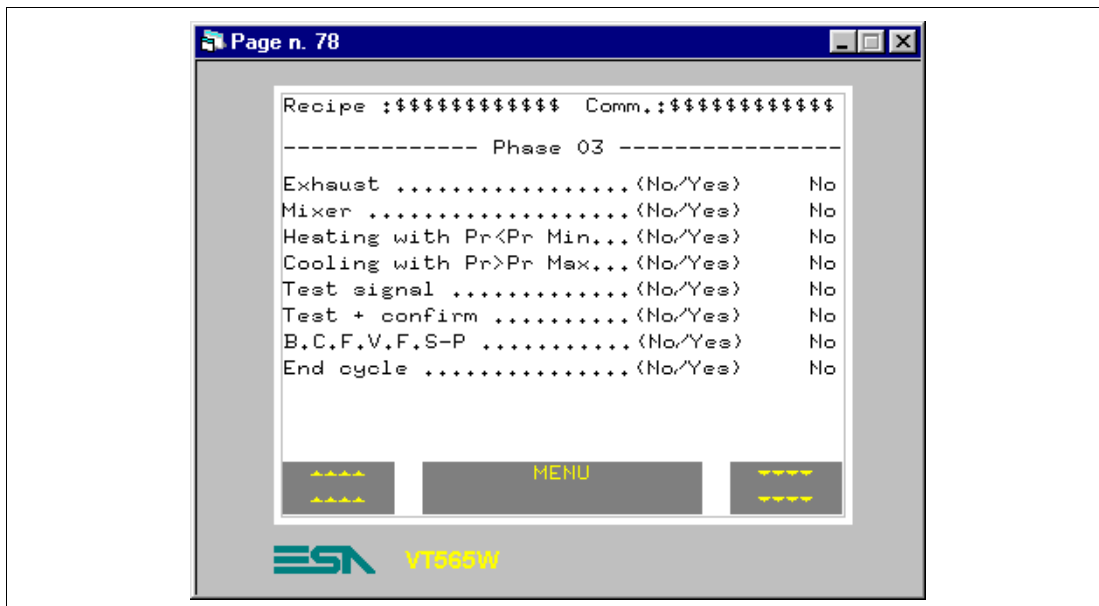 Page n. 78
Recipe :$$$$$$$$$$$$ Comm.:$$$$$$$$$$$$
-------------- Phase 03 ----------------
Exhaust .................(No/Yes) No
Mixer ...................(No/Yes) No
Heating with Pr<Pr Min...(No/Yes) No
Cooling with Pr>Pr Max...(No/Yes) No
Test signal .............(No/Yes) No
Test + confirm ..........(No/Yes) No
B.C.F.V.F.S-P ...........(No/Yes) No
End cycle ...............(No/Yes) No
MENU
ESA VT565W